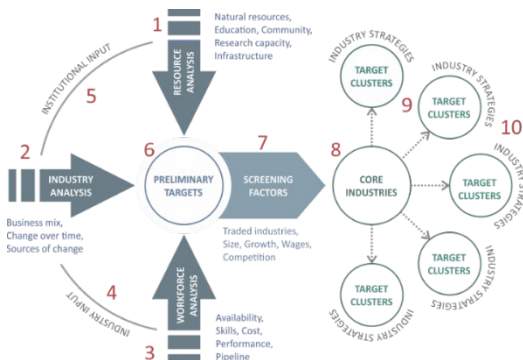 1
Natural resources,
Education, Community,
Research capacity,
Infrastructure
RESOURCE
ANALYSIS
INSTITUTIONAL INPUT
5
2
INDUSTRY
ANALYSIS
Business mix,
Change over time,
Sources of change
6
PRELIMINARY
TARGETS
7
SCREENING
FACTORS
Traded industries,
Size, Growth, Wages,
Competition
4
INDUSTRY INPUT
WORKFORCE
ANALYSIS
3
Availability,
Skills, Cost,
Performance,
Pipeline
8
CORE
INDUSTRIES
INDUSTRY STRATEGIES
TARGET
CLUSTERS
9
INDUSTRY STRATEGIES
TARGET
CLUSTERS
10
INDUSTRY STRATEGIES
TARGET
CLUSTERS
INDUSTRY STRATEGIES
TARGET
CLUSTERS
INDUSTRY STRATEGIES
TARGET
CLUSTERS